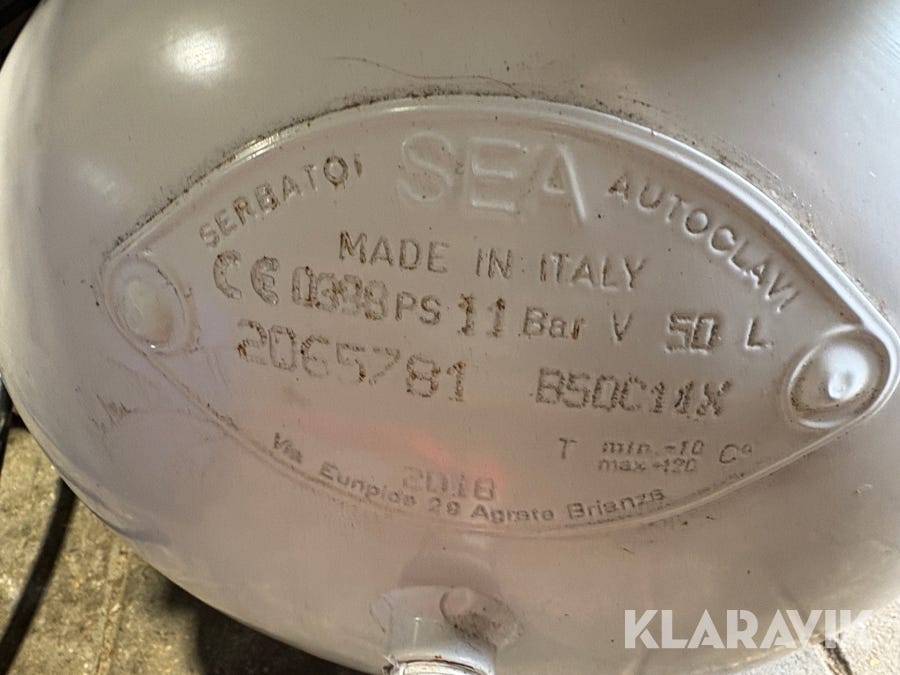 SERBATOI SEA AUTOCLAVI
MADE IN ITALY
CE 0398 PS 11 Bar V 50 L
2065781 B50C11X
T min.-10 C°
max+120
2018
Via Euripide 29 Agrate Brianza
KLARAVIK